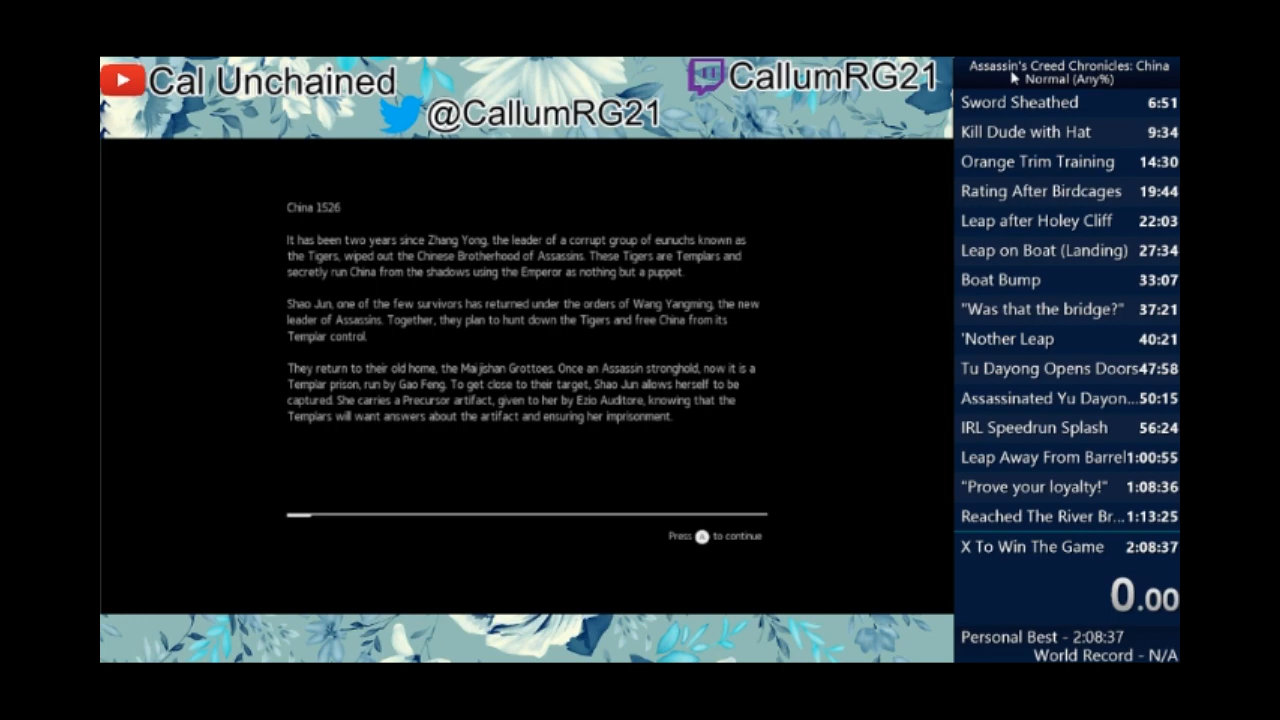 Cal Unchained
CallumRG21
@CallumRG21
China 1526
It has been two years since Zhang Yong, the leader of a corrupt group of eunuchs known as
the Tigers, wiped out the Chinese Brotherhood of Assassins. These Tigers are Templars and
secretly run China from the shadows using the Emperor as nothing but a puppet.
Shao Jun, one of the few survivors has returned under the orders of Wang Yangming, the new
leader of Assassins. Together, they plan to hunt down the Tigers and free China from its
Templar control.
They return to their old home, the Maijishan Grottoes. Once an Assassin stronghold, now it is a
Templar prison, run by Gao Feng. To get close to their target, Shao Jun allows herself to be
captured. She carries a Precursor artifact, given to her by Ezio Auditore, knowing that the
Templars will want answers about the artifact and ensuring her imprisonment.
Press A to continue
Assassin's Creed Chronicles: China
Normal (Any%)
Sword Sheathed 6:51
Kill Dude with Hat 9:34
Orange Trim Training 14:30
Rating After Birdcages 19:44
Leap after Holey Cliff 22:03
Leap on Boat (Landing) 27:34
Boat Bump 33:07
"Was that the bridge?" 37:21
'Nother Leap 40:21
Tu Dayong Opens Doors 47:58
Assassinated Yu Dayon... 50:15
IRL Speedrun Splash 56:24
Leap Away From Barrel 1:00:55
"Prove your loyalty!" 1:08:36
Reached The River Br... 1:13:25
X To Win The Game 2:08:37
0.00
Personal Best - 2:08:37
World Record - N/A